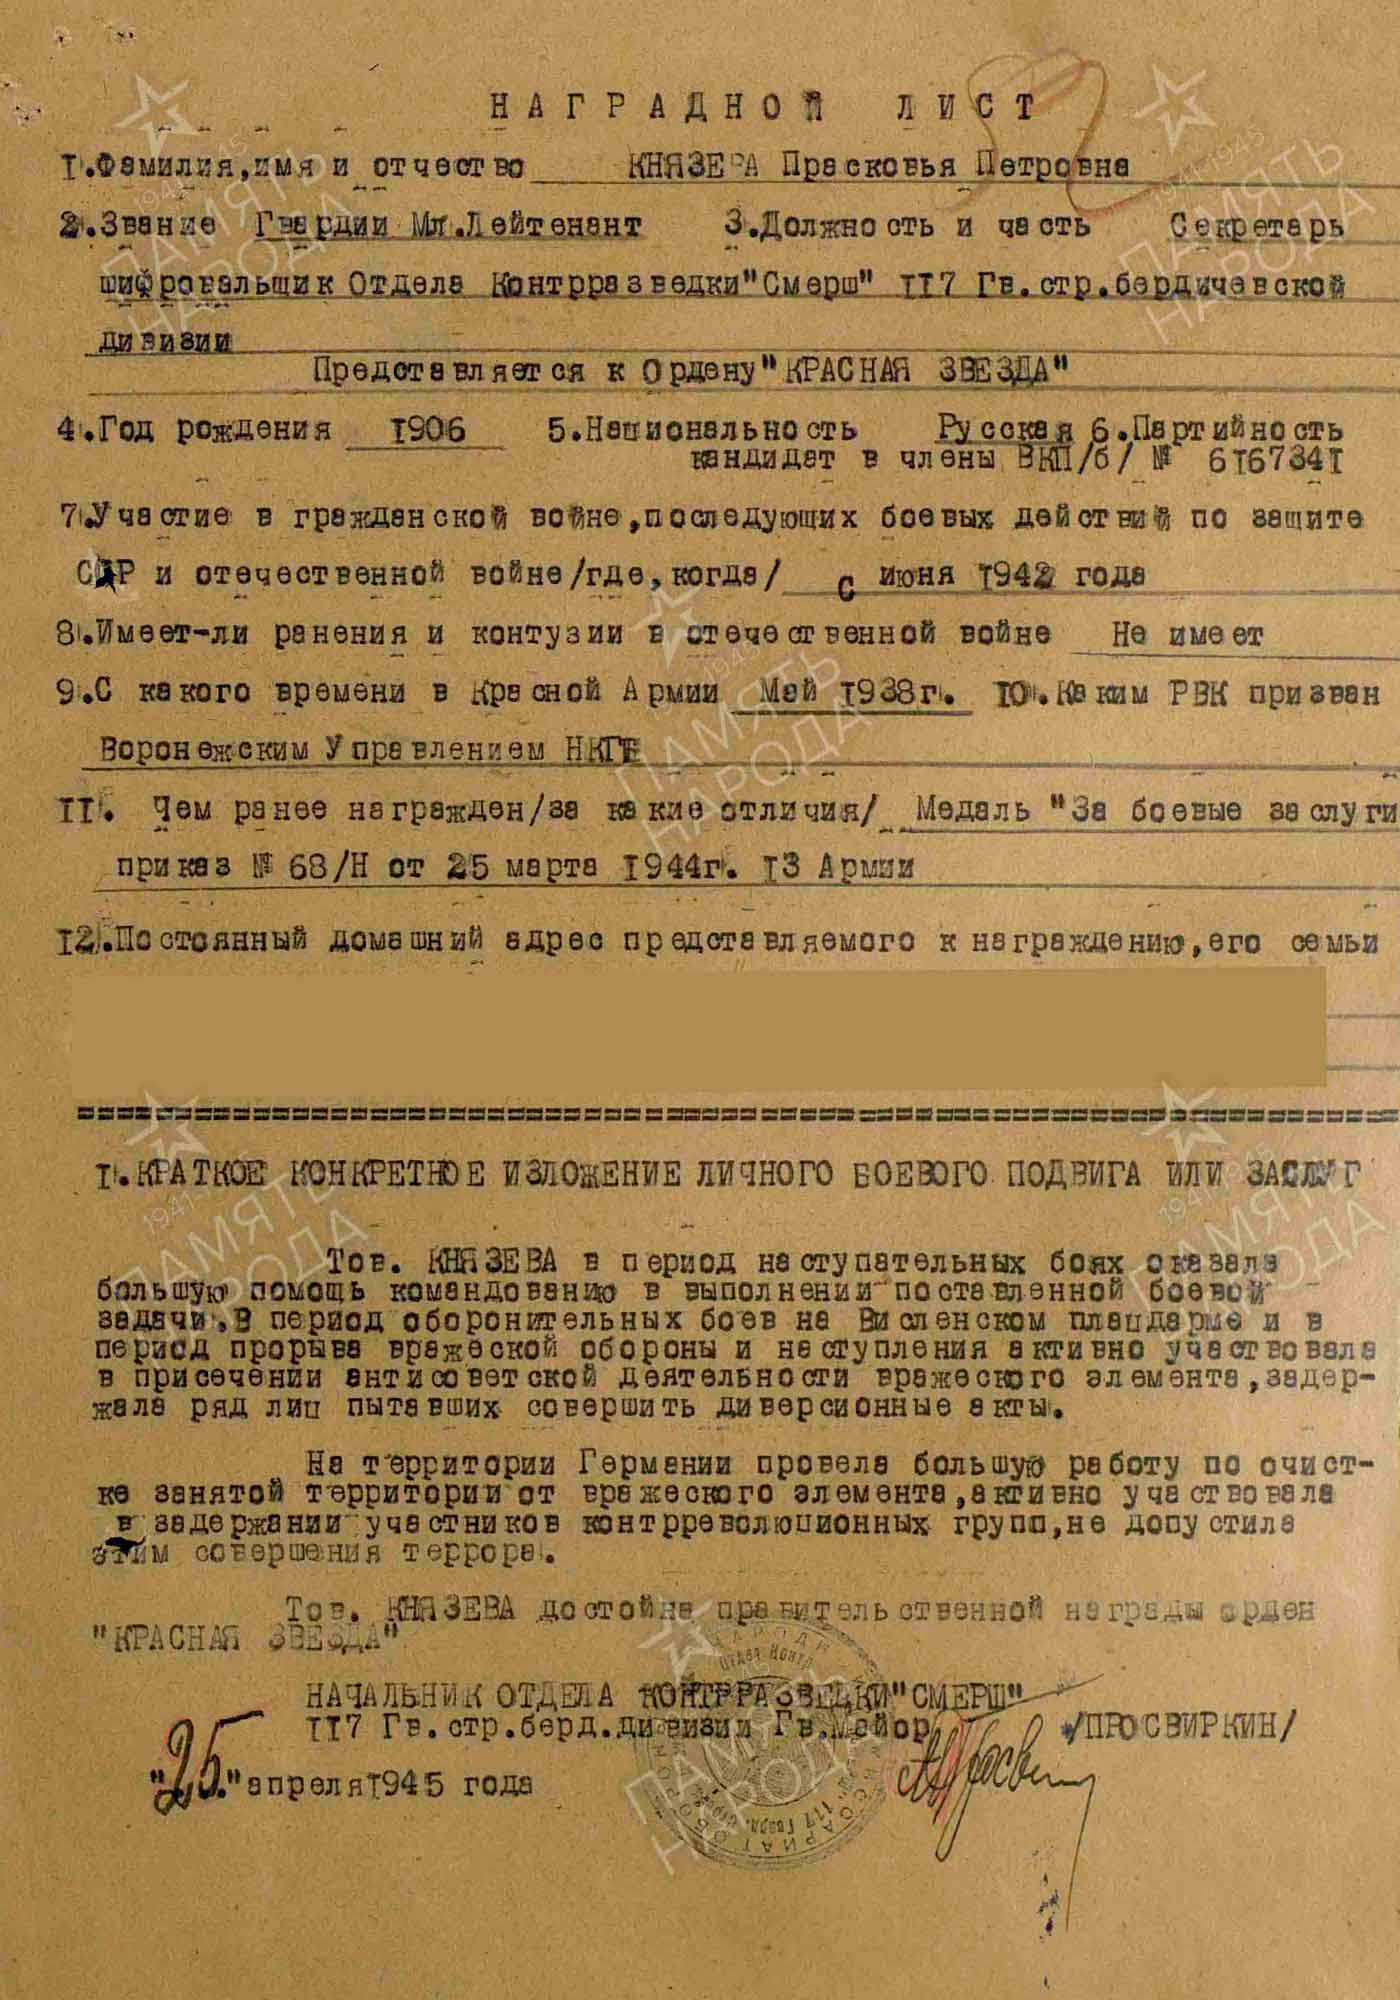 НАГРАДНОЙ ЛИСТ
1.Фамилия,имя и отчество КНЯЗЕВА Прасковья Петровна
2.Звание Гвардии Мл.Лейтенант 3.Должность и часть Секретарь
шифровальщик Отдела Контрразведки"Смерш" 117 Гв.стр.бердичевской
дивизии
Представляется к Ордену"КРАСНАЯ ЗВЕЗДА"
4.Год рождения 1906 5.Национальность Русская 6.Партийность
кандидат в члены ВКП/б/ № 6167341
7.Участие в гражданской войне,последующих боевых действий по защите
СССР и отечественной войне/где,когда/ с июня 1942 года
8.Имеет-ли ранения и контузии в отечественной войне Не имеет
9.С какого времени в Красной Армии Май 1938г. 10.Каким РВК призван
Воронежским Управлением НКГБ
11. Чем ранее награжден/за какие отличия/ Медаль "За боевые заслуги
приказ № 68/Н от 25 марта 1944г. 13 Армии
12.Постоянный домашний адрес представляемого к награждению,его семьи
1.КРАТКОЕ КОНКРЕТНОЕ ИЗЛОЖЕНИЕ ЛИЧНОГО БОЕВОГО ПОДВИГА ИЛИ ЗАСЛУГ
Тов. КНЯЗЕВА в период наступательных боях оказала
большую помощь командованию в выполнении поставленной боевой
задачи.В период оборонительных боев на Висленском плацдарме и в
период прорыва вражеской обороны и наступления активно участвовала
в присечении антисоветской деятельности вражеского элемента,задер-
жала ряд лиц пытавших совершить диверсионные акты.
На территории Германии провела большую работу по очист-
ке занятой территории от вражеского элемента,активно участвовала
в задержании участников контрреволюционных групп,не допустила
этим совершения террора.
Тов. КНЯЗЕВА достойна правительственной награды орден
"КРАСНАЯ ЗВЕЗДА"
НАЧАЛЬНИК ОТДЕЛА КОНТРРАЗВЕДКИ"СМЕРШ"
117 Гв.стр.берд.дивизии Гв.Майор /ПРОСВИРКИН/
"25" апреля 1945 года